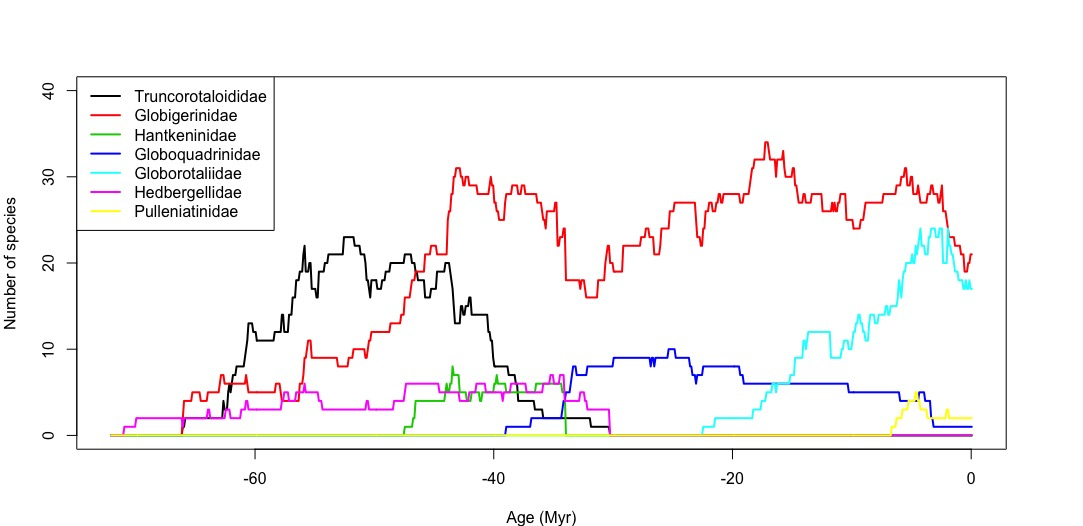 40
30
20
10
0
Number of species
Truncorotaloididae
Globigerinidae
Hantkeninidae
Globoquadrinidae
Globorotaliidae
Hedbergellidae
Pulleniatinidae
-60 -40 -20 0
Age (Myr)